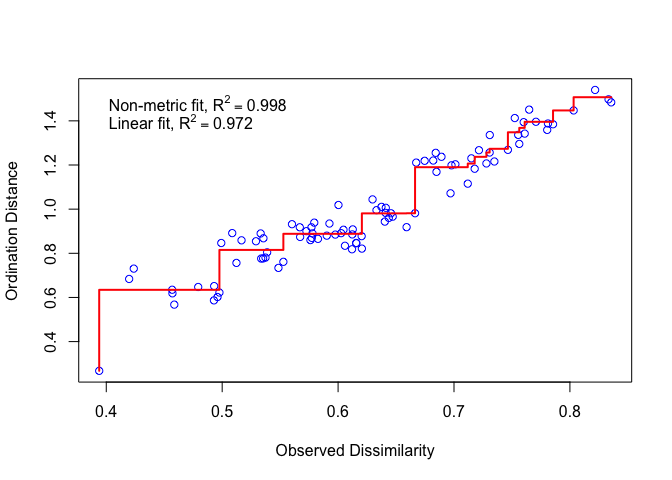 Non-metric fit, R² = 0.998
Linear fit, R² = 0.972
Ordination Distance
1.4
1.2
1.0
0.8
0.6
0.4
0.4 0.5 0.6 0.7 0.8
Observed Dissimilarity